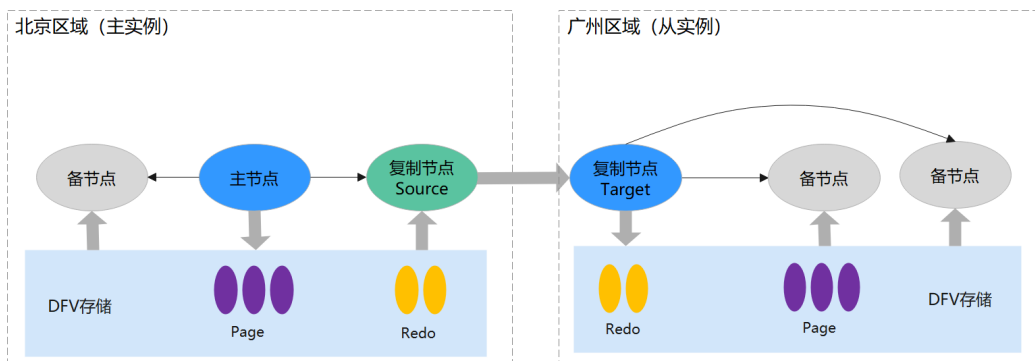 北京区域（主实例）
备节点
主节点
复制节点
Source
DFV存储
Page
Redo
广州区域（从实例）
复制节点
Target
备节点
备节点
Redo
Page
DFV存储